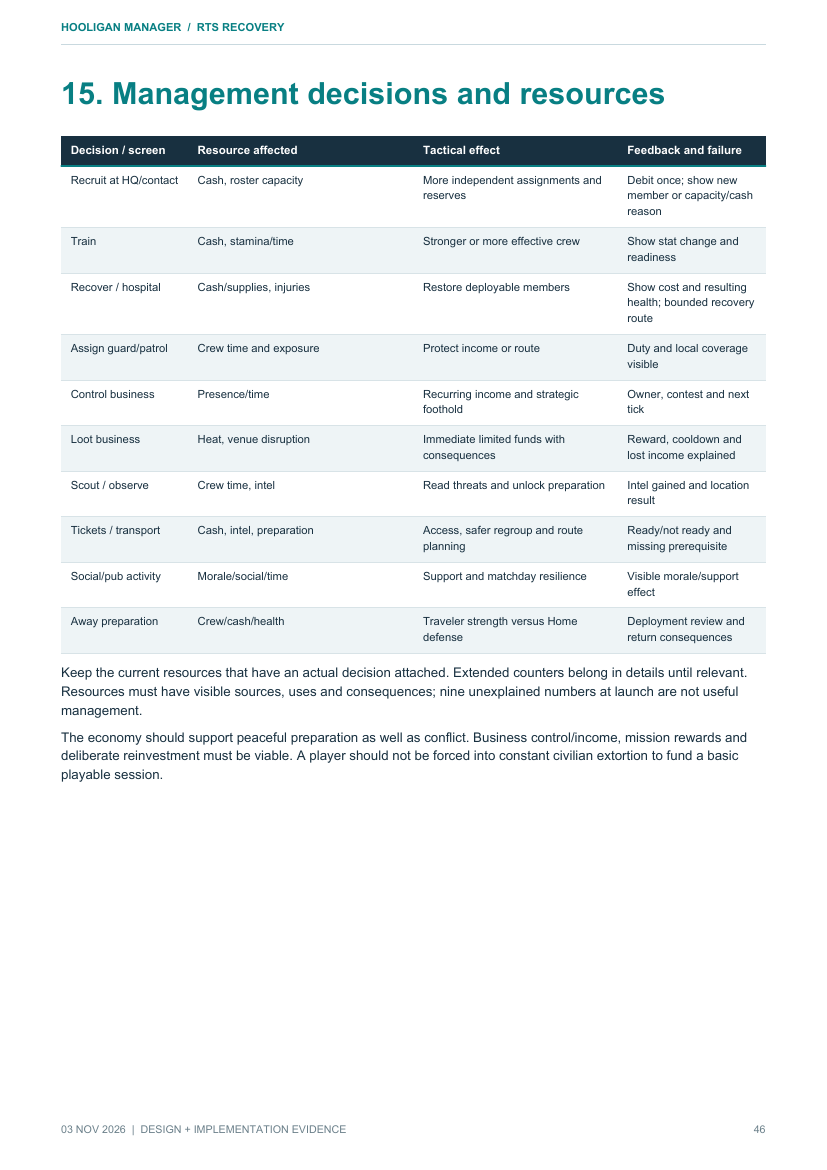 HOOLIGAN MANAGER / RTS RECOVERY
15. Management decisions and resources
Decision / screen Resource affected Tactical effect Feedback and failure
Recruit at HQ/contact Cash, roster capacity More independent assignments and reserves Debit once; show new member or capacity/cash reason
Train Cash, stamina/time Stronger or more effective crew Show stat change and readiness
Recover / hospital Cash/supplies, injuries Restore deployable members Show cost and resulting health; bounded recovery route
Assign guard/patrol Crew time and exposure Protect income or route Duty and local coverage visible
Control business Presence/time Recurring income and strategic foothold Owner, contest and next tick
Loot business Heat, venue disruption Immediate limited funds with consequences Reward, cooldown and lost income explained
Scout / observe Crew time, intel Read threats and unlock preparation Intel gained and location result
Tickets / transport Cash, intel, preparation Access, safer regroup and route planning Ready/not ready and missing prerequisite
Social/pub activity Morale/social/time Support and matchday resilience Visible morale/support effect
Away preparation Crew/cash/health Traveler strength versus Home defense Deployment review and return consequences
Keep the current resources that have an actual decision attached. Extended counters belong in details until relevant.
Resources must have visible sources, uses and consequences; nine unexplained numbers at launch are not useful
management.
The economy should support peaceful preparation as well as conflict. Business control/income, mission rewards and
deliberate reinvestment must be viable. A player should not be forced into constant civilian extortion to fund a basic
playable session.
03 NOV 2026 | DESIGN + IMPLEMENTATION EVIDENCE 46